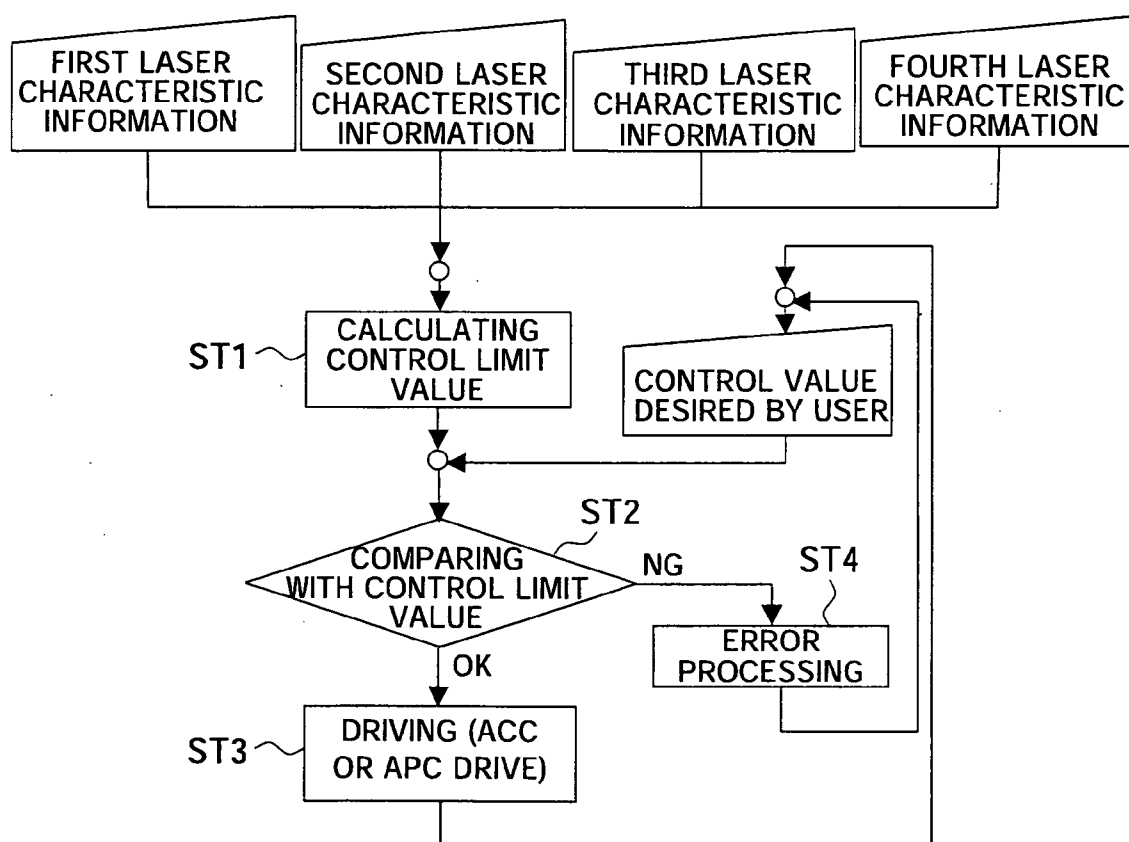 FIRST LASER
CHARACTERISTIC
INFORMATION
SECOND LASER
CHARACTERISTIC
INFORMATION
THIRD LASER
CHARACTERISTIC
INFORMATION
FOURTH LASER
CHARACTERISTIC
INFORMATION
ST1
CALCULATING
CONTROL LIMIT
VALUE
CONTROL VALUE
DESIRED BY USER
ST2
COMPARING
WITH CONTROL LIMIT
VALUE
NG
ST4
ERROR
PROCESSING
OK
ST3
DRIVING (ACC
OR APC DRIVE)